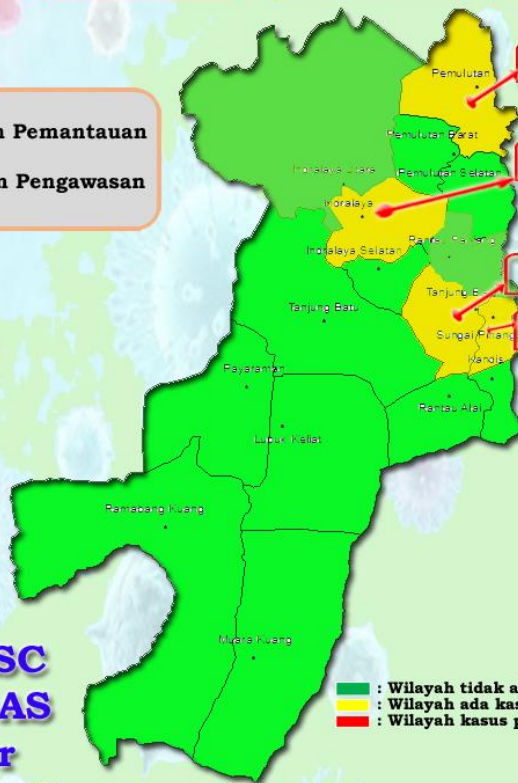 n Pemantauan
n Pengawasan
Pemulutan
Pemulutan Barat
Pemulutan Selatan
Indralaya Utara
Indralaya
Indralaya Selatan
Tanjung B
Tanjung Batu
Sungai Pinang
Kandis
Payaraman
Rantau Alai
Lubuk Keliat
Rambang Kuang
Muara Kuang
SC
AS
r
: Wilayah tidak a
: Wilayah ada kas
: Wilayah kasus p